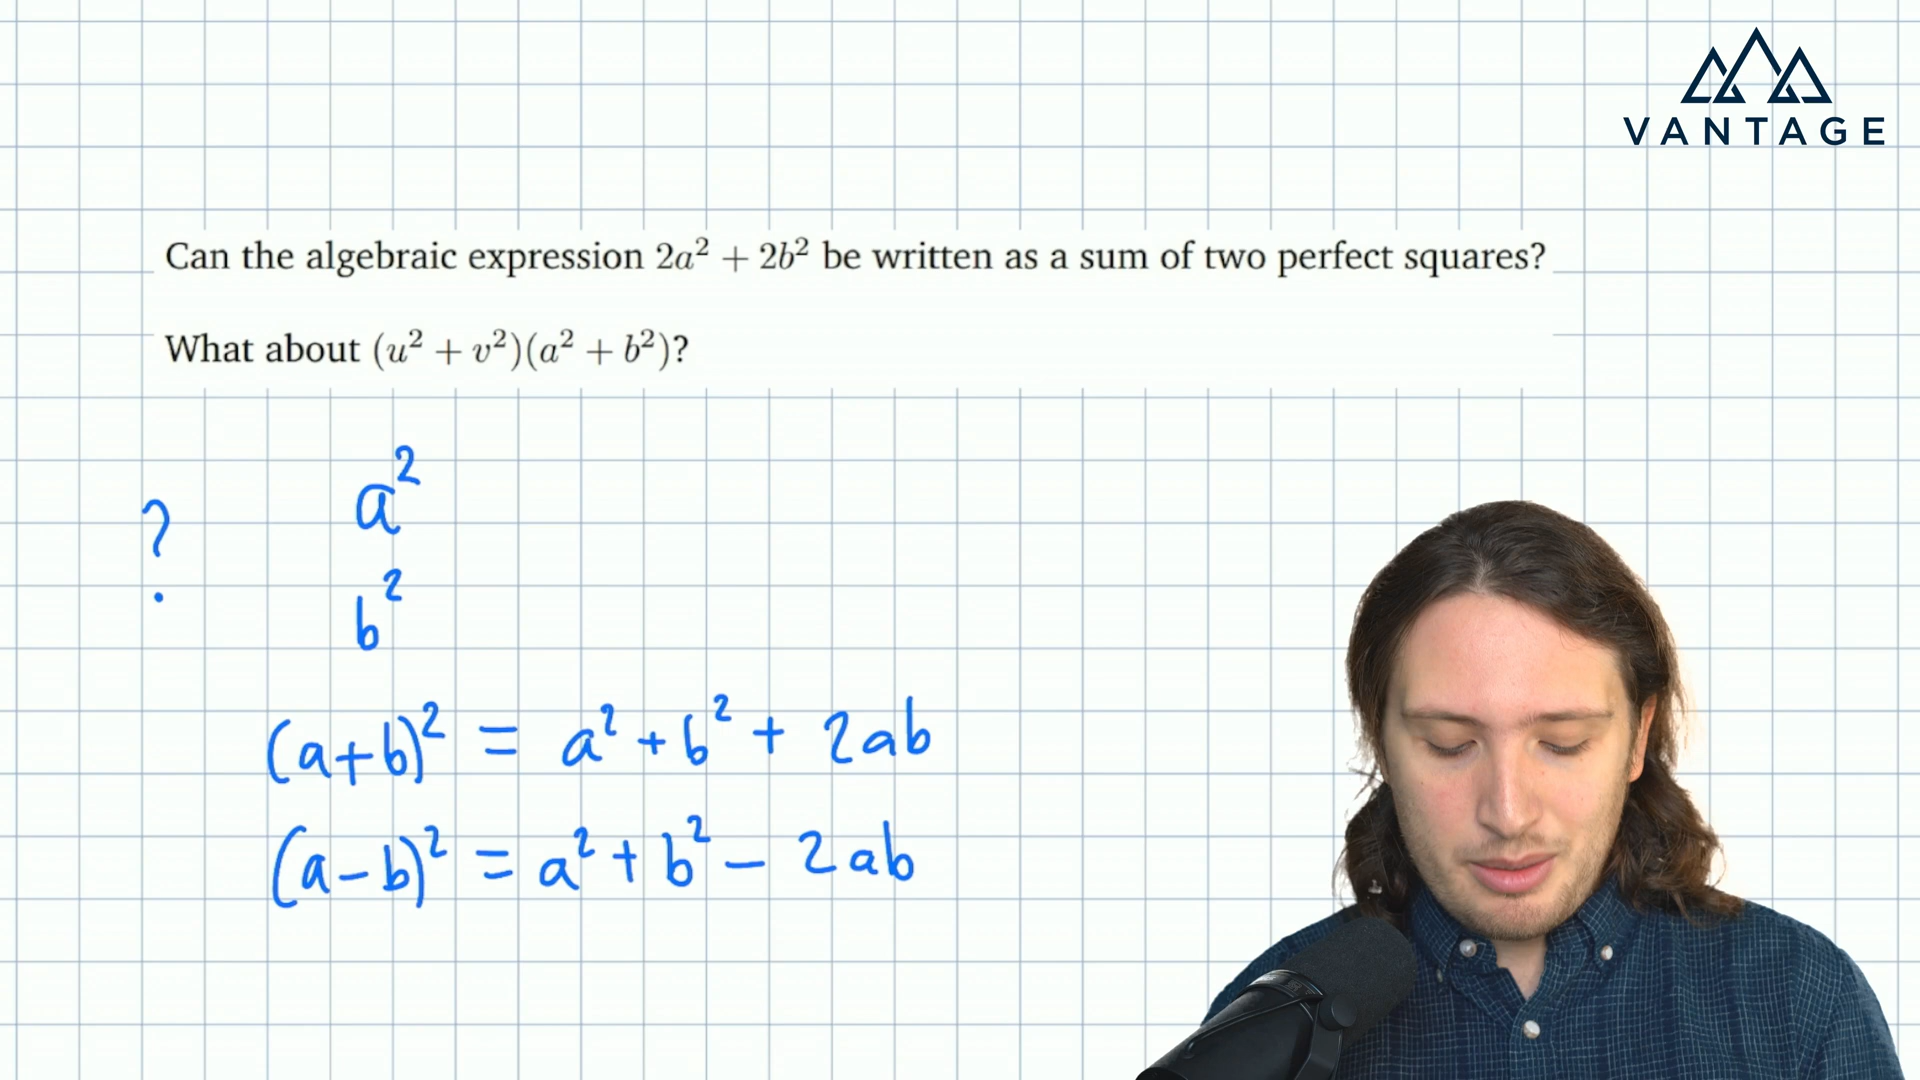 VANTAGE
Can the algebraic expression 2a² + 2b² be written as a sum of two perfect squares?
What about (u² + v²)(a² + b²)?
a²
?
b²
(a+b)² = a² + b² + 2ab
(a-b)² = a² + b² - 2ab